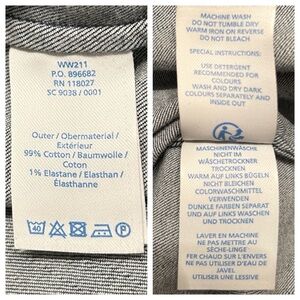 WW211
P.O. 896682
RN 118027
SC 9038 / 0001
Outer / Obermaterial /
Extérieur
99% Cotton / Baumwolle /
Coton
1% Elastane / Elasthan /
Élasthanne
40
MACHINE WASH
DO NOT TUMBLE DRY
WARM IRON ON REVERSE
DO NOT BLEACH
SPECIAL INSTRUCTIONS:
USE DETERGENT
RECOMMENDED FOR
COLOURS
WASH AND DRY DARK
COLOURS SEPARATELY AND
INSIDE OUT
MASCHINENWÄSCHE
NICHT IM
WÄSCHETROCKNER
TROCKNEN
WARM AUF LINKS BÜGELN
NICHT BLEICHEN
COLORWASCHMITTEL
VERWENDEN
DUNKLE FARBEN SEPARAT
UND AUF LINKS WASCHEN
UND TROCKNEN
LAVER EN MACHINE
NE PAS METTRE AU
SÈCHE-LINGE
FER CHAUD SUR L'ENVERS
NE PAS UTILISER D'EAU DE
JAVEL
UTILISER UNE LESSIVE